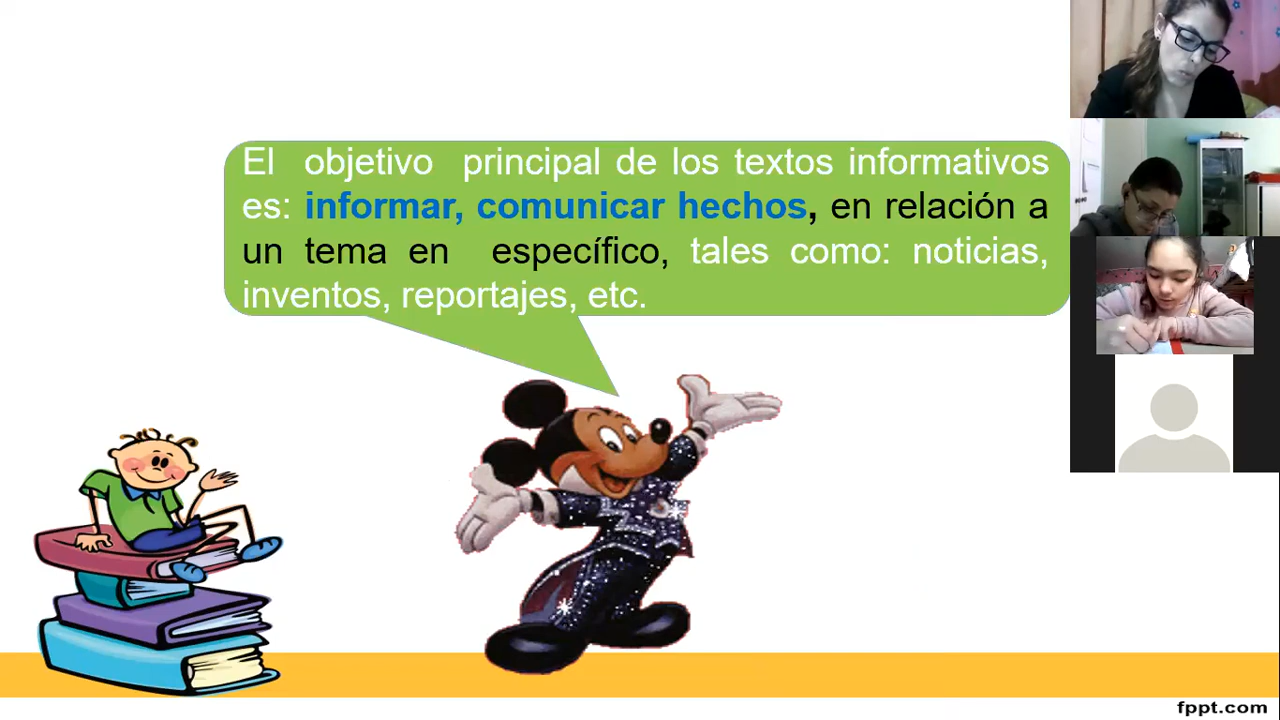 El objetivo principal de los textos informativos
es: informar, comunicar hechos, en relación a
un tema en específico, tales como: noticias,
inventos, reportajes, etc.
fppt.com